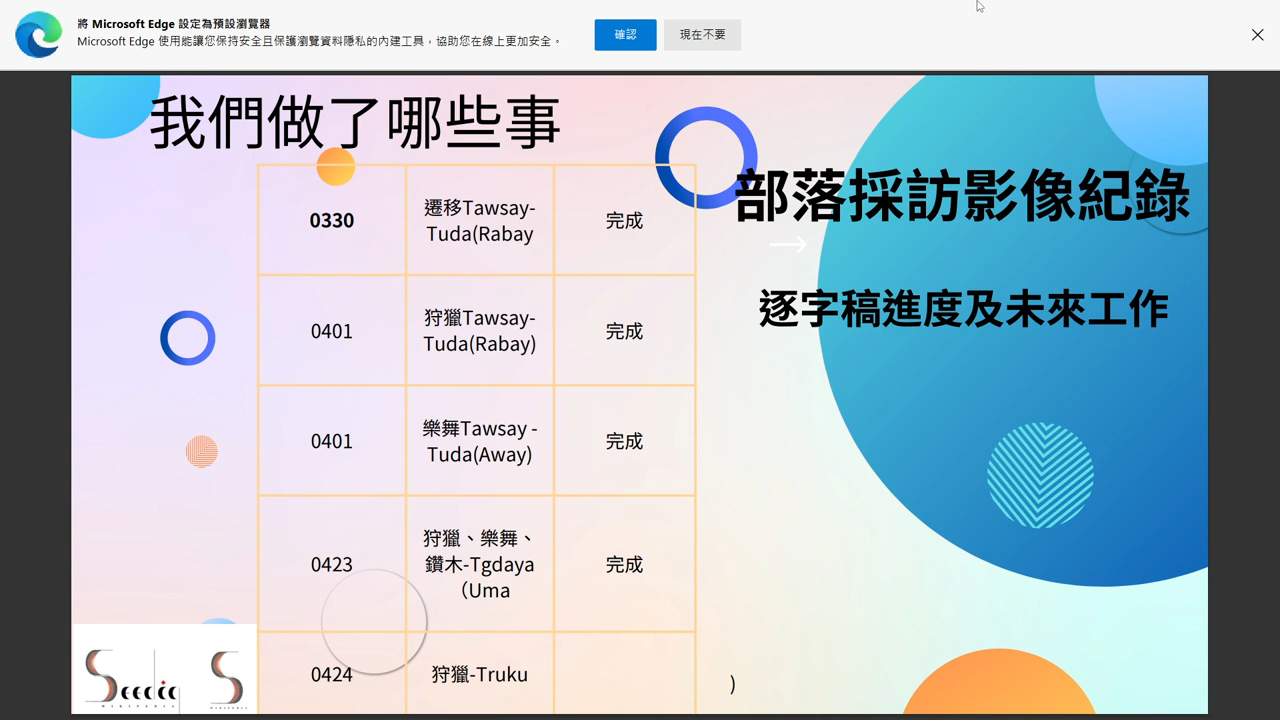 將 Microsoft Edge 設定為預設瀏覽器
Microsoft Edge 使用能讓您保持安全且保護瀏覽資料隱私的內建工具，協助您在線上更加安全。
確認
現在不要
我們做了哪些事
部落採訪影像紀錄
逐字稿進度及未來工作
0330
遷移Tawsay-
Tuda(Rabay
完成
0401
狩獵Tawsay-
Tuda(Rabay)
完成
0401
樂舞Tawsay -
Tuda(Away)
完成
0423
狩獵、樂舞、
鑽木-Tgdaya
（Uma
完成
0424
狩獵-Truku
)
Seedic